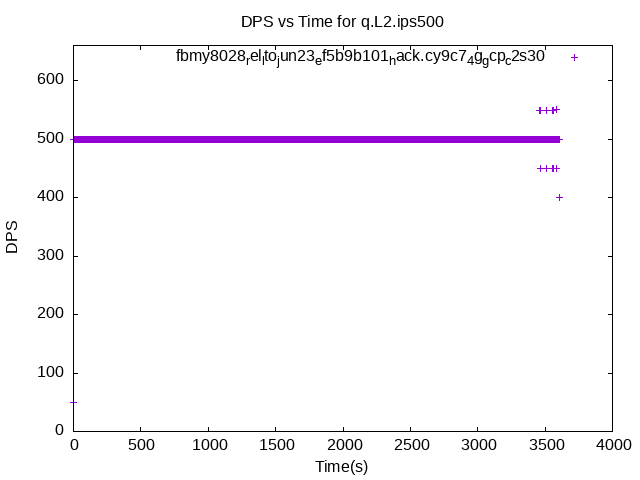 DPS vs Time for q.L2.ips500
fbmy8028relltojun23ef5b9b101hack.cy9c74ggcpc2s30
600
500
400
300
200
100
0
DPS
0 500 1000 1500 2000 2500 3000 3500 4000
Time(s)